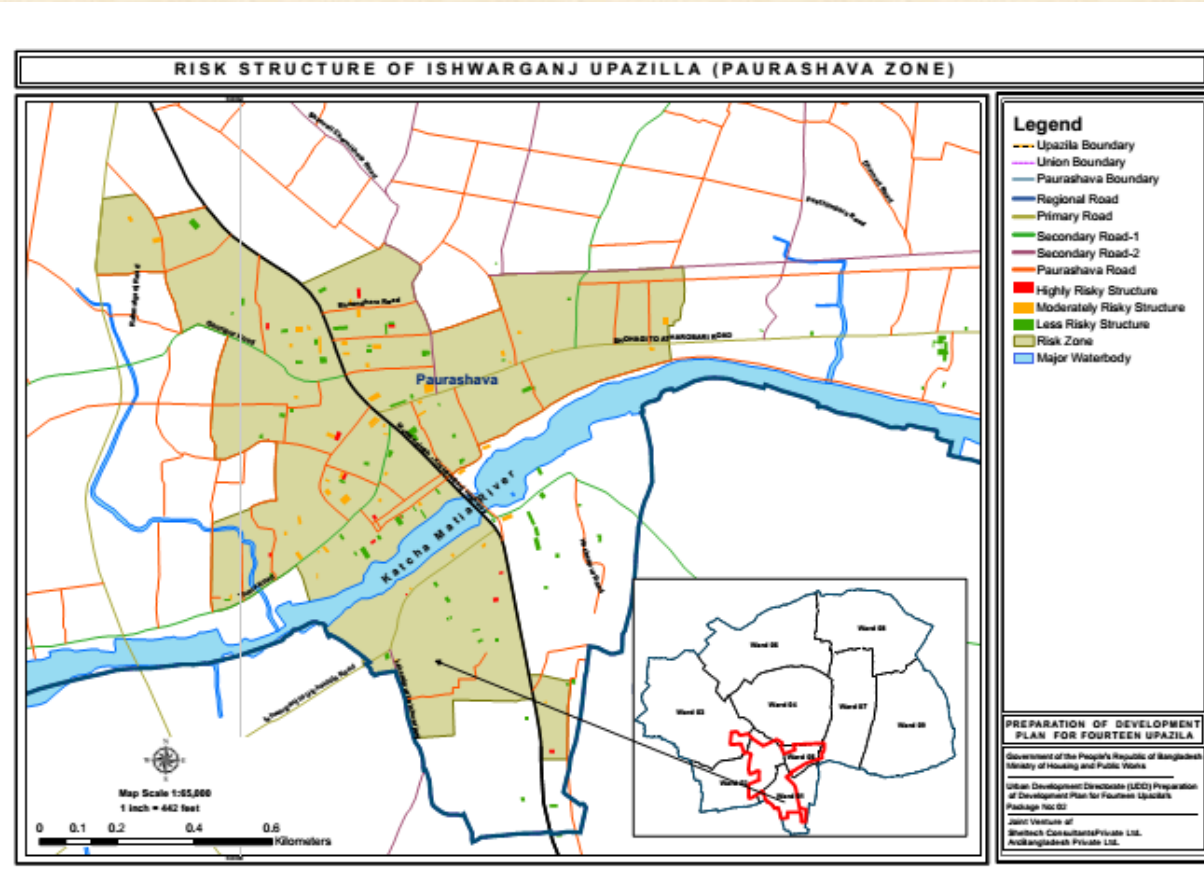 RISK STRUCTURE OF ISHWARGANJ UPAZILLA (PAURASHAVA ZONE)
Paurashava
Katcha Matia River
Map Scale 1:65,000
1 inch = 442 feet
0 0.1 0.2 0.4 0.6
Kilometers
N
Ward 06
Ward 08
Ward 03
Ward 04
Ward 07
Ward 09
Legend
Upazila Boundary
Union Boundary
Paurashava Boundary
Regional Road
Primary Road
Secondary Road-1
Secondary Road-2
Paurashava Road
Highly Risky Structure
Moderately Risky Structure
Less Risky Structure
Risk Zone
Major Waterbody
PREPARATION OF DEVELOPMENT
PLAN FOR FOURTEEN UPAZILA
Government of the People's Republic of Bangladesh
Ministry of Housing and Public Works
Urban Development Directorate (UDD) Preparation
of Development Plan for Fourteen Upazila's
Package No: 02
Joint Venture of
Sheltech ConsultantsPrivate Ltd.
ArcBangladesh Private Ltd.